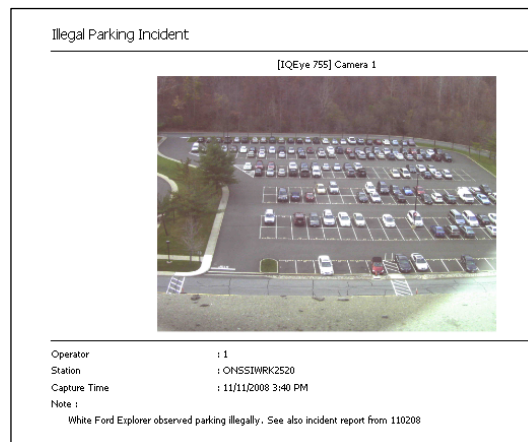 Illegal Parking Incident
[IQEye 755] Camera 1
Operator : 1
Station : ONSSIWRK2520
Capture Time : 11/11/2008 3:40 PM
Note :
White Ford Explorer observed parking illegally. See also incident report from 110208